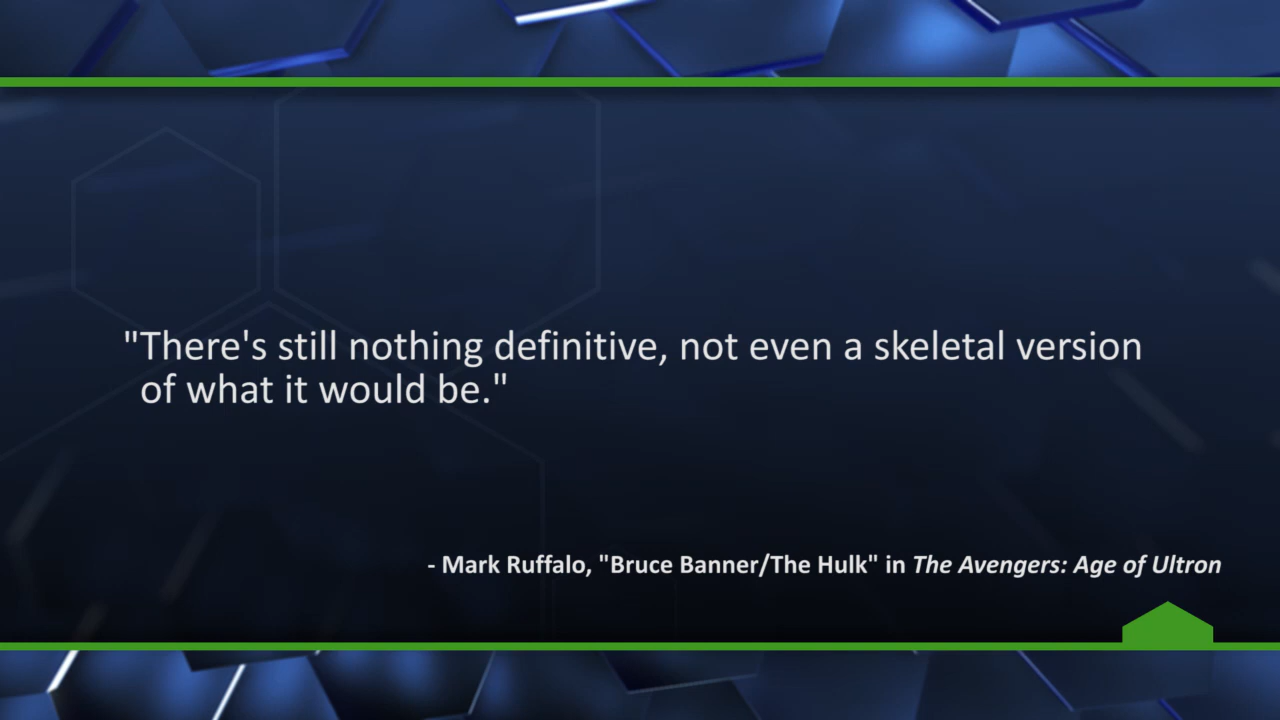 "There's still nothing definitive, not even a skeletal version
of what it would be."
- Mark Ruffalo, "Bruce Banner/The Hulk" in The Avengers: Age of Ultron